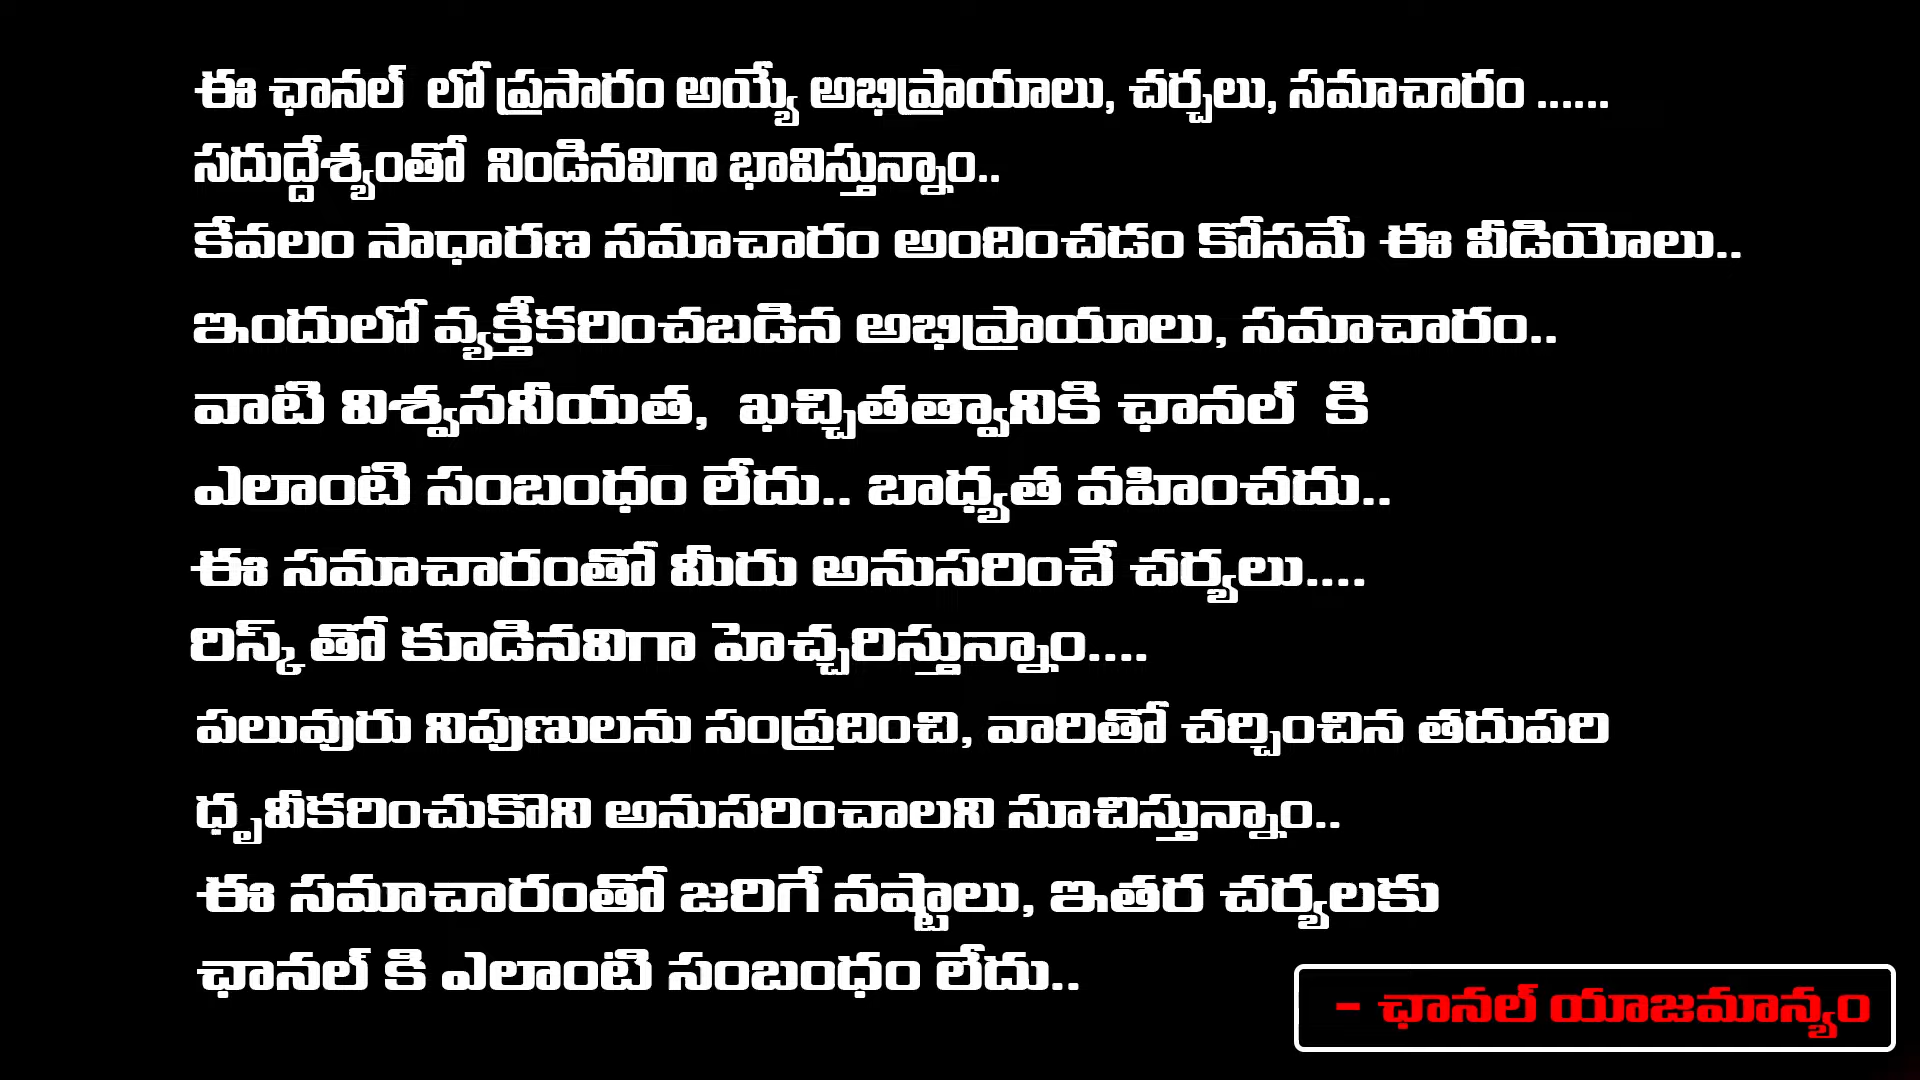 ఈ ఛానల్ లో ప్రసారం అయ్యే అభిప్రాయాలు, చర్చలు, సమాచారం ......
సదుద్దేశ్యంతో నిండినవిగా భావిస్తున్నాం..
కేవలం సాధారణ సమాచారం అందించడం కోసమే ఈ వీడియోలు..
ఇందులో వ్యక్తీకరించబడిన అభిప్రాయాలు, సమాచారం..
వాటి విశ్వసనీయత, ఖచ్చితత్వానికి ఛానల్ కి
ఎలాంటి సంబంధం లేదు.. బాధ్యత వహించదు..
ఈ సమాచారంతో మీరు అనుసరించే చర్యలు....
రిస్క్ తో కూడినవిగా హెచ్చరిస్తున్నాం....
పలువురు నిపుణులను సంప్రదించి, వారితో చర్చించిన తదుపరి
ధృవీకరించుకొని అనుసరించాలని సూచిస్తున్నాం..
ఈ సమాచారంతో జరిగే నష్టాలు, ఇతర చర్యలకు
ఛానల్ కి ఎలాంటి సంబంధం లేదు..
- ఛానల్ యాజమాన్యం